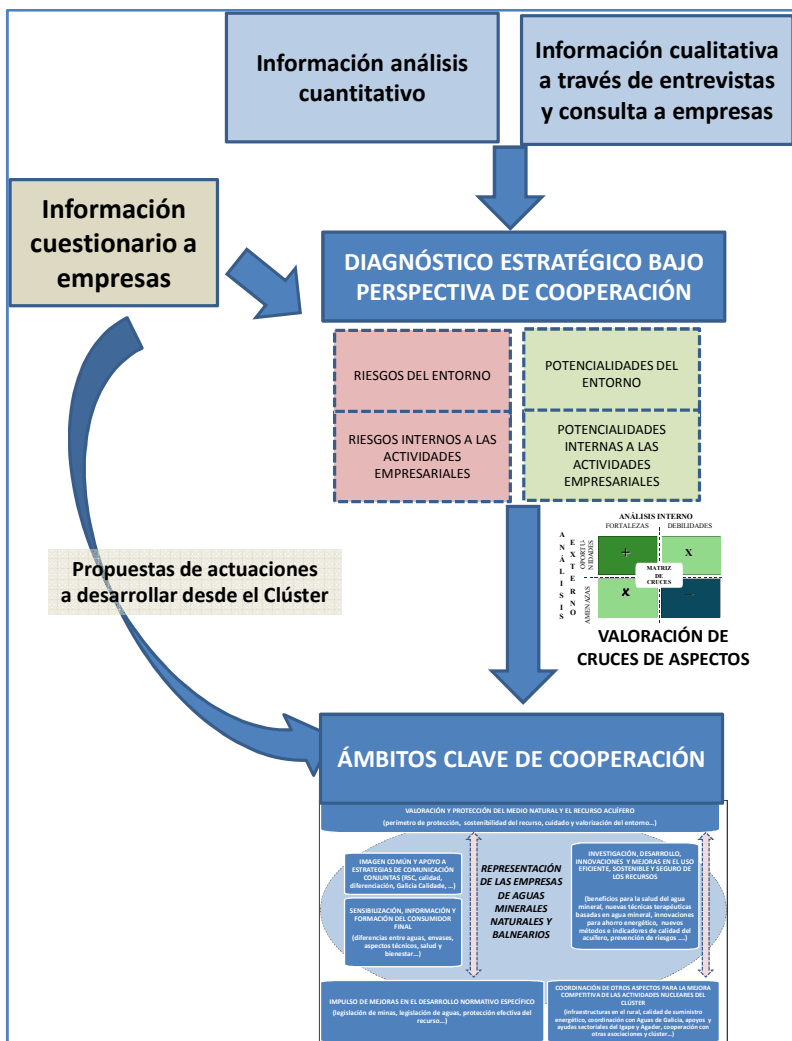 Información análisis
cuantitativo
Información cualitativa
a través de entrevistas
y consulta a empresas
Información
cuestionario a
empresas
DIAGNÓSTICO ESTRATÉGICO BAJO
PERSPECTIVA DE COOPERACIÓN
RIESGOS DEL ENTORNO
POTENCIALIDADES DEL
ENTORNO
RIESGOS INTERNOS A LAS
ACTIVIDADES
EMPRESARIALES
POTENCIALIDADES
INTERNAS A LAS
ACTIVIDADES
EMPRESARIALES
ANÁLISIS INTERNO
FORTALEZAS DEBILIDADES
ANÁLISIS
EXTERNO
OPORTU-
NIDADES
AMENAZAS
+
x
MATRIZ
DE
CRUCES
x
–
VALORACIÓN DE
CRUCES DE ASPECTOS
Propuestas de actuaciones
a desarrollar desde el Clúster
ÁMBITOS CLAVE DE COOPERACIÓN
VALORACIÓN Y PROTECCIÓN DEL MEDIO NATURAL Y EL RECURSO ACUÍFERO
(perímetro de protección, sostenibilidad del recurso, cuidado y valorización del entorno...)
IMAGEN COMÚN Y APOYO A
ESTRATEGIAS DE COMUNICACIÓN
CONJUNTAS (RSC, calidad,
diferenciación, Galicia Calidade, ...)
SENSIBILIZACIÓN, INFORMACIÓN Y
FORMACIÓN DEL CONSUMIDOR
FINAL
(diferencias entre aguas, envases,
aspectos técnicos, salud y
bienestar...)
REPRESENTACIÓN
DE LAS EMPRESAS
DE AGUAS
MINERALES
NATURALES Y
BALNEARIOS
INVESTIGACIÓN, DESARROLLO,
INNOVACIONES Y MEJORAS EN EL USO
EFICIENTE, SOSTENIBLE Y SEGURO DE
LOS RECURSOS
(beneficios para la salud del agua
mineral, nuevas técnicas terapéuticas
basadas en agua mineral, innovaciones
para ahorro energético, nuevos
métodos e indicadores de calidad del
acuífero, prevención de riesgos ....)
IMPULSO DE MEJORAS EN EL DESARROLLO NORMATIVO ESPECÍFICO
(legislación de minas, legislación de aguas, protección efectiva del
recurso...)
COORDINACIÓN DE OTROS ASPECTOS PARA LA MEJORA
COMPETITIVA DE LAS ACTIVIDADES NUCLEARES DEL
CLÚSTER
(infraestructuras en el rural, calidad de suministro
energético, coordinación con Aguas de Galicia, apoyos y
ayudas sectoriales del Igape y Agader, cooperación con
otras asociaciones y clúster...)